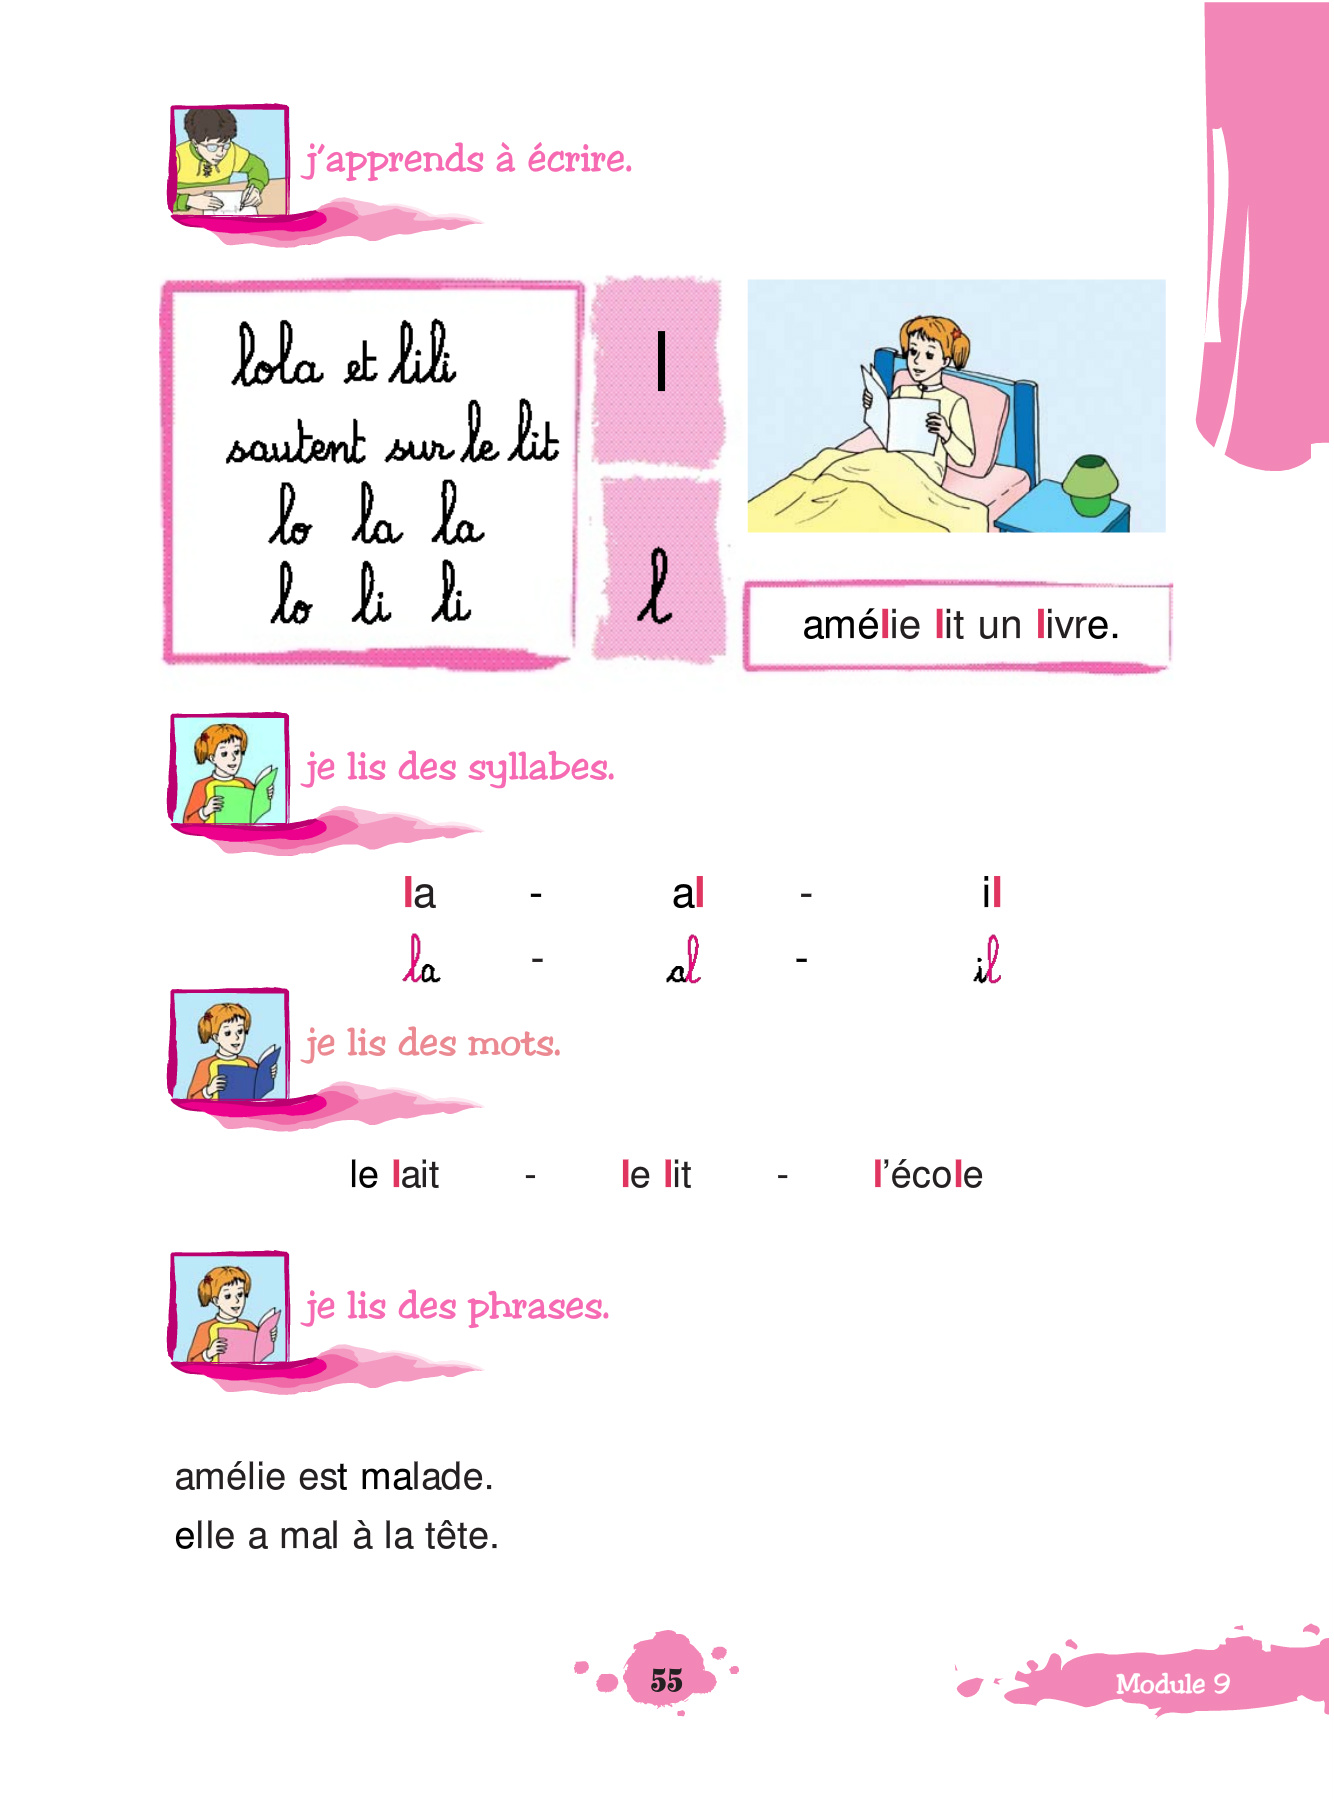 j'apprends à écrire.
lola et lili
sautent sur le lit
lo la la
lo li li
l
l
amélie lit un livre.
je lis des syllabes.
la - al - il
la - al - il
je lis des mots.
le lait - le lit - l'école
je lis des phrases.
amélie est malade.
elle a mal à la tête.
55
Module 9